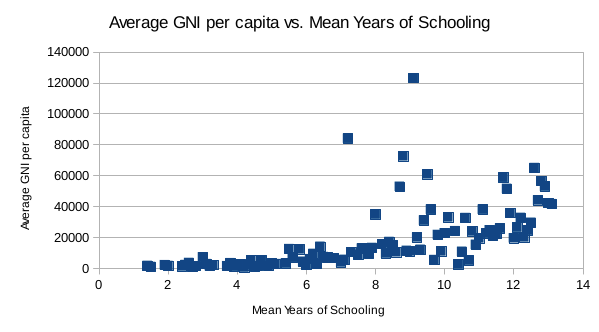 Average GNI per capita vs. Mean Years of Schooling
140000
120000
100000
80000
60000
40000
20000
0
Average GNI per capita
0 2 4 6 8 10 12 14
Mean Years of Schooling